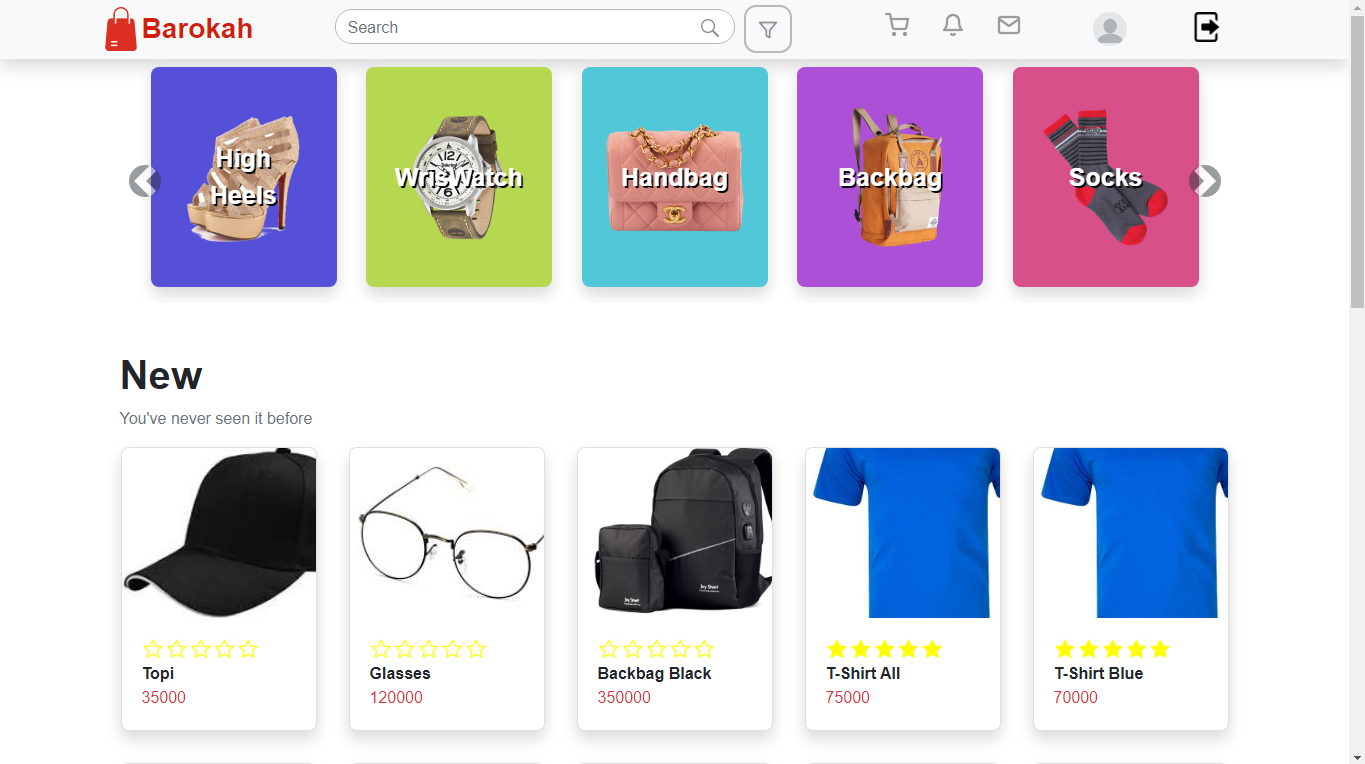 Barokah
Search
High
Heels
WrisWatch
Handbag
Backbag
Socks
New
You've never seen it before
Topi
35000
Glasses
120000
Backbag Black
350000
T-Shirt All
75000
T-Shirt Blue
70000